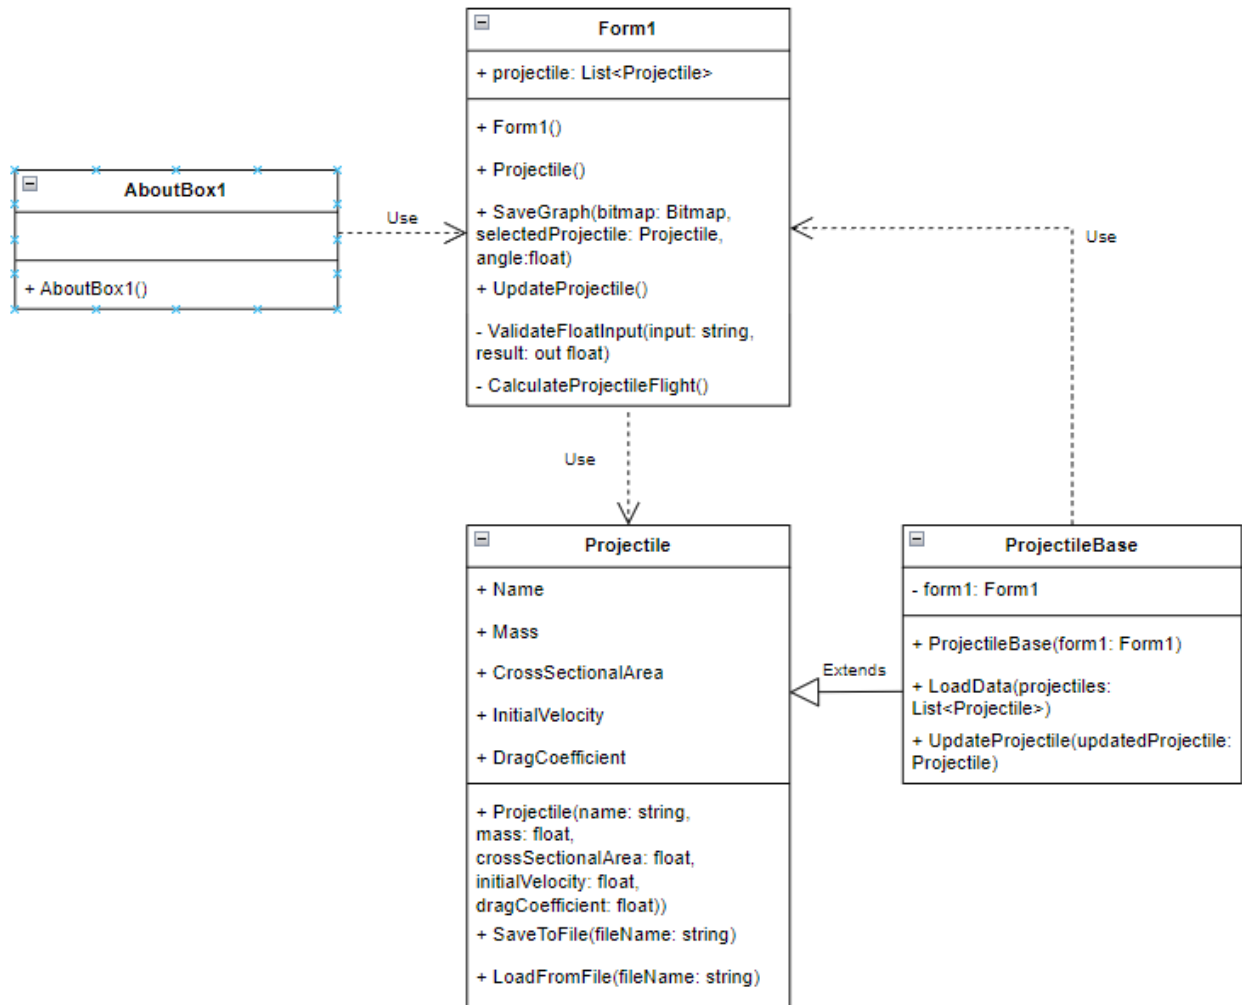 Form1
+ projectile: List<Projectile>
+ Form1()
+ Projectile()
+ SaveGraph(bitmap: Bitmap,
selectedProjectile: Projectile,
angle:float)
+ UpdateProjectile()
- ValidateFloatInput(input: string,
result: out float)
- CalculateProjectileFlight()
AboutBox1
+ AboutBox1()
Use
Use
Use
Projectile
+ Name
+ Mass
+ CrossSectionalArea
+ InitialVelocity
+ DragCoefficient
+ Projectile(name: string,
mass: float,
crossSectionalArea: float,
initialVelocity: float,
dragCoefficient: float))
+ SaveToFile(fileName: string)
+ LoadFromFile(fileName: string)
Extends
ProjectileBase
- form1: Form1
+ ProjectileBase(form1: Form1)
+ LoadData(projectiles:
List<Projectile>)
+ UpdateProjectile(updatedProjectile:
Projectile)